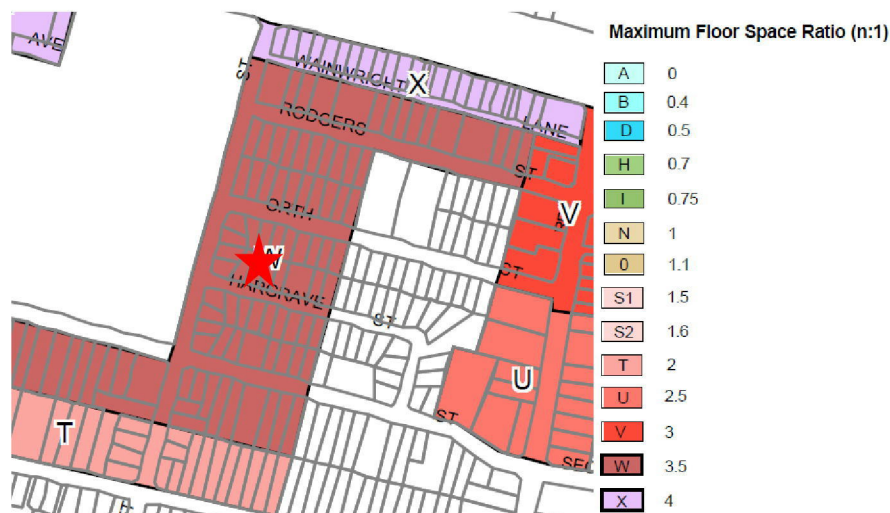 Maximum Floor Space Ratio (n:1)
AVE
ST
WAINWRIGHT
LANE
X
RODGERS
ST
ORTH
ST
V
HARGRAVE
ST
T
U
ST
SEC
A 0
B 0.4
D 0.5
H 0.7
I 0.75
N 1
0 1.1
S1 1.5
S2 1.6
T 2
U 2.5
V 3
W 3.5
X 4